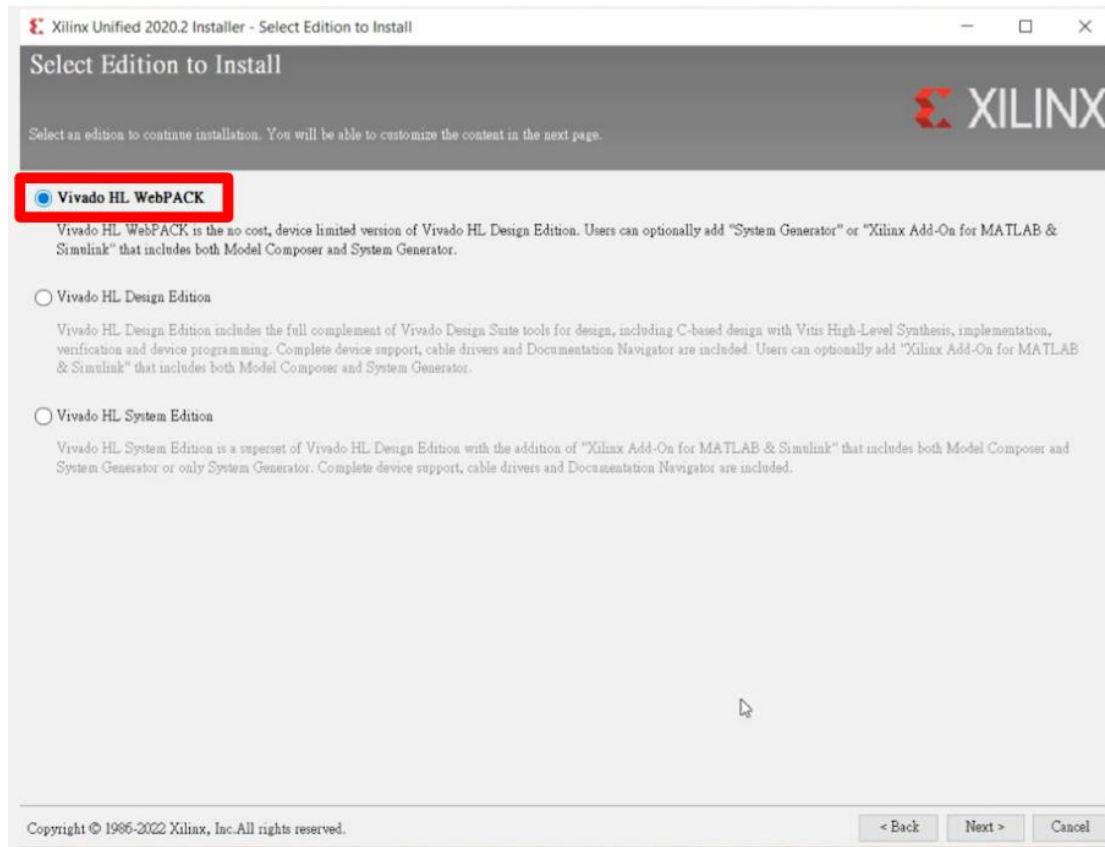 Xilinx Unified 2020.2 Installer - Select Edition to Install
Select Edition to Install
XILINX
Select an edition to continue installation. You will be able to customize the content in the next page.
Vivado HL WebPACK
Vivado HL WebPACK is the no cost, device limited version of Vivado HL Design Edition. Users can optionally add "System Generator" or "Xilinx Add-On for MATLAB &
Simulink" that includes both Model Composer and System Generator.
Vivado HL Design Edition
Vivado HL Design Edition includes the full complement of Vivado Design Suite tools for design, including C-based design with Vitis High-Level Synthesis, implementation,
verification and device programming. Complete device support, cable drivers and Documentation Navigator are included. Users can optionally add "Xilinx Add-On for MATLAB
& Simulink" that includes both Model Composer and System Generator.
Vivado HL System Edition
Vivado HL System Edition is a superset of Vivado HL Design Edition with the addition of "Xilinx Add-On for MATLAB & Simulink" that includes both Model Composer and
System Generator or only System Generator. Complete device support, cable drivers and Documentation Navigator are included.
Copyright © 1986-2022 Xilinx, Inc.All rights reserved.
< Back Next > Cancel